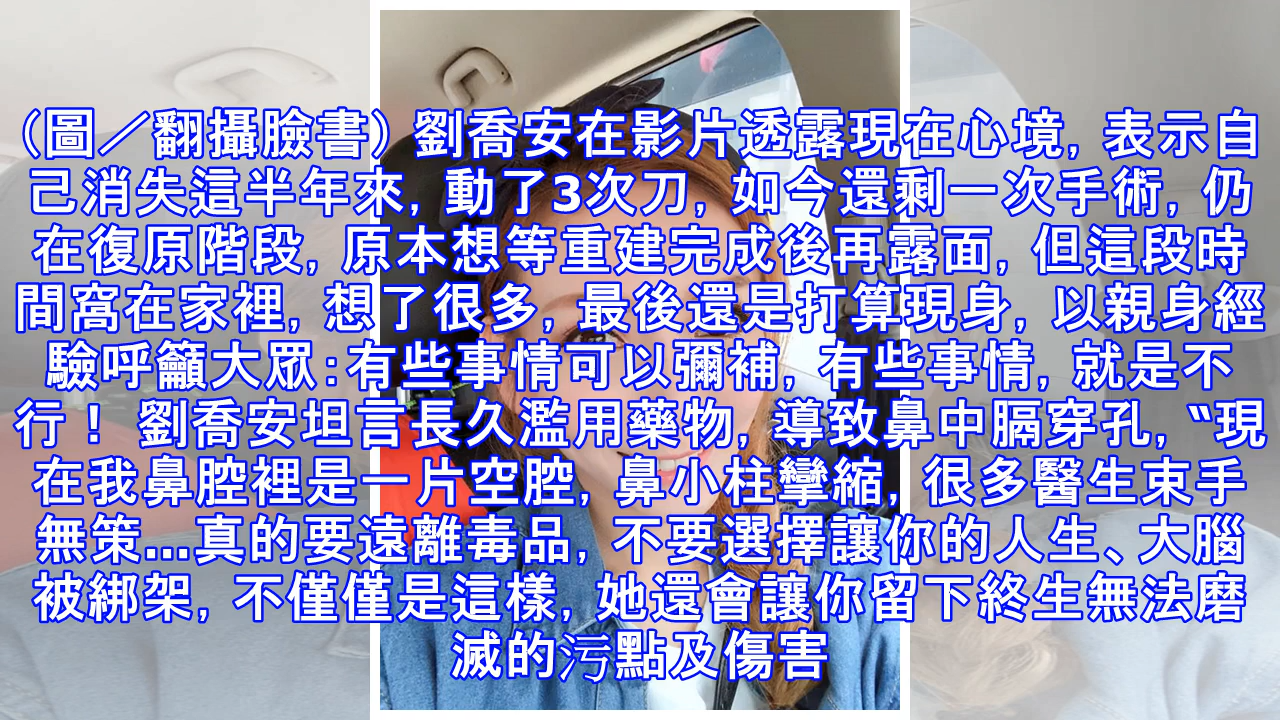 (圖／翻攝臉書) 劉喬安在影片透露現在心境, 表示自
己消失這半年來, 動了3次刀, 如今還剩一次手術, 仍
在復原階段, 原本想等重建完成後再露面, 但這段時
間窩在家裡, 想了很多, 最後還是打算現身, 以親身經
驗呼籲大眾:有些事情可以彌補, 有些事情, 就是不
行！ 劉喬安坦言長久濫用藥物, 導致鼻中膈穿孔, “現
在我鼻腔裡是一片空腔, 鼻小柱攣縮, 很多醫生束手
無策...真的要遠離毒品, 不要選擇讓你的人生、大腦
被綁架, 不僅僅是這樣, 她還會讓你留下終生無法磨
滅的污點及傷害